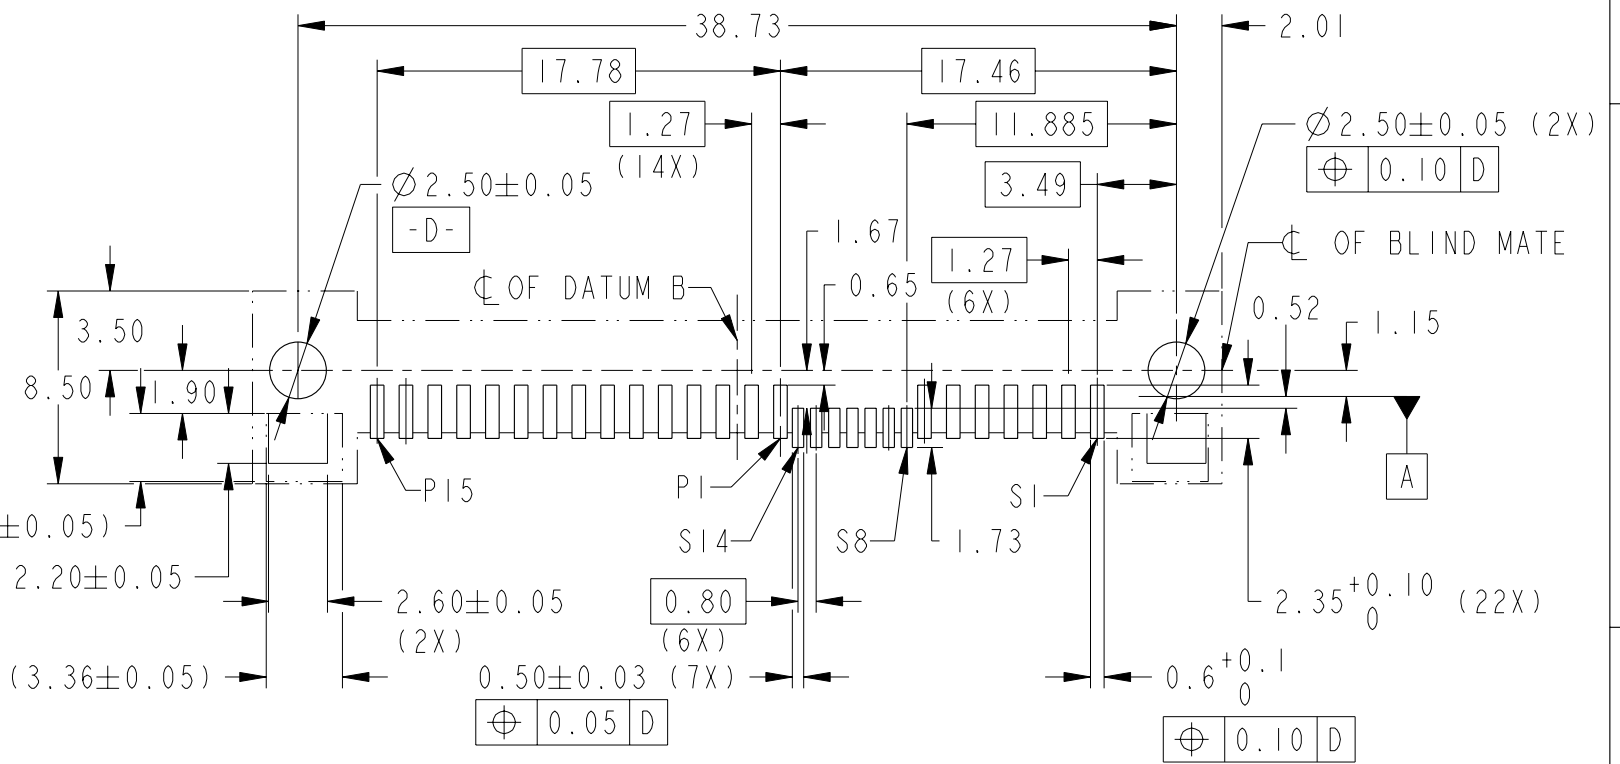 38.73
2.01
17.78
17.46
1.27
(14X)
11.885
⌀2.50±0.05 (2X)
⌖ 0.10 D
⌀2.50±0.05
-D-
3.49
1.67
℄ OF BLIND MATE
1.27
(6X)
℄ OF DATUM B
0.65
0.52
1.15
3.50
8.50
1.90
A
P15
P1
S1
±0.05)
S14
S8
1.73
2.20±0.05
2.60±0.05
(2X)
0.80
(6X)
2.35 +0.10 0 (22X)
(3.36±0.05)
0.50±0.03 (7X)
⌖ 0.05 D
0.6 +0.1 0
⌖ 0.10 D